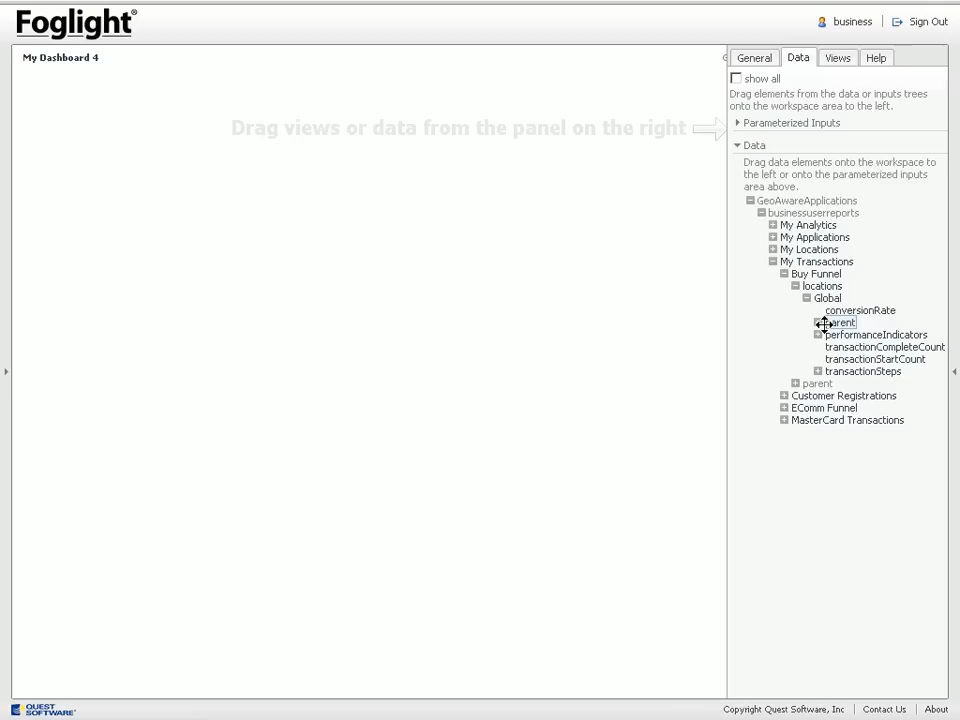 Foglight®
business
Sign Out
My Dashboard 4
General
Data
Views
Help
show all
Drag elements from the data or inputs trees
onto the workspace area to the left.
Drag views or data from the panel on the right
Parameterized Inputs
Data
Drag data elements onto the workspace to
the left or onto the parameterized inputs
area above.
GeoAwareApplications
businessuserreports
My Analytics
My Applications
My Locations
My Transactions
Buy Funnel
locations
Global
conversionRate
parent
performanceIndicators
transactionCompleteCount
transactionStartCount
transactionSteps
parent
Customer Registrations
EComm Funnel
MasterCard Transactions
QUEST
SOFTWARE®
Copyright Quest Software, Inc
Contact Us
About